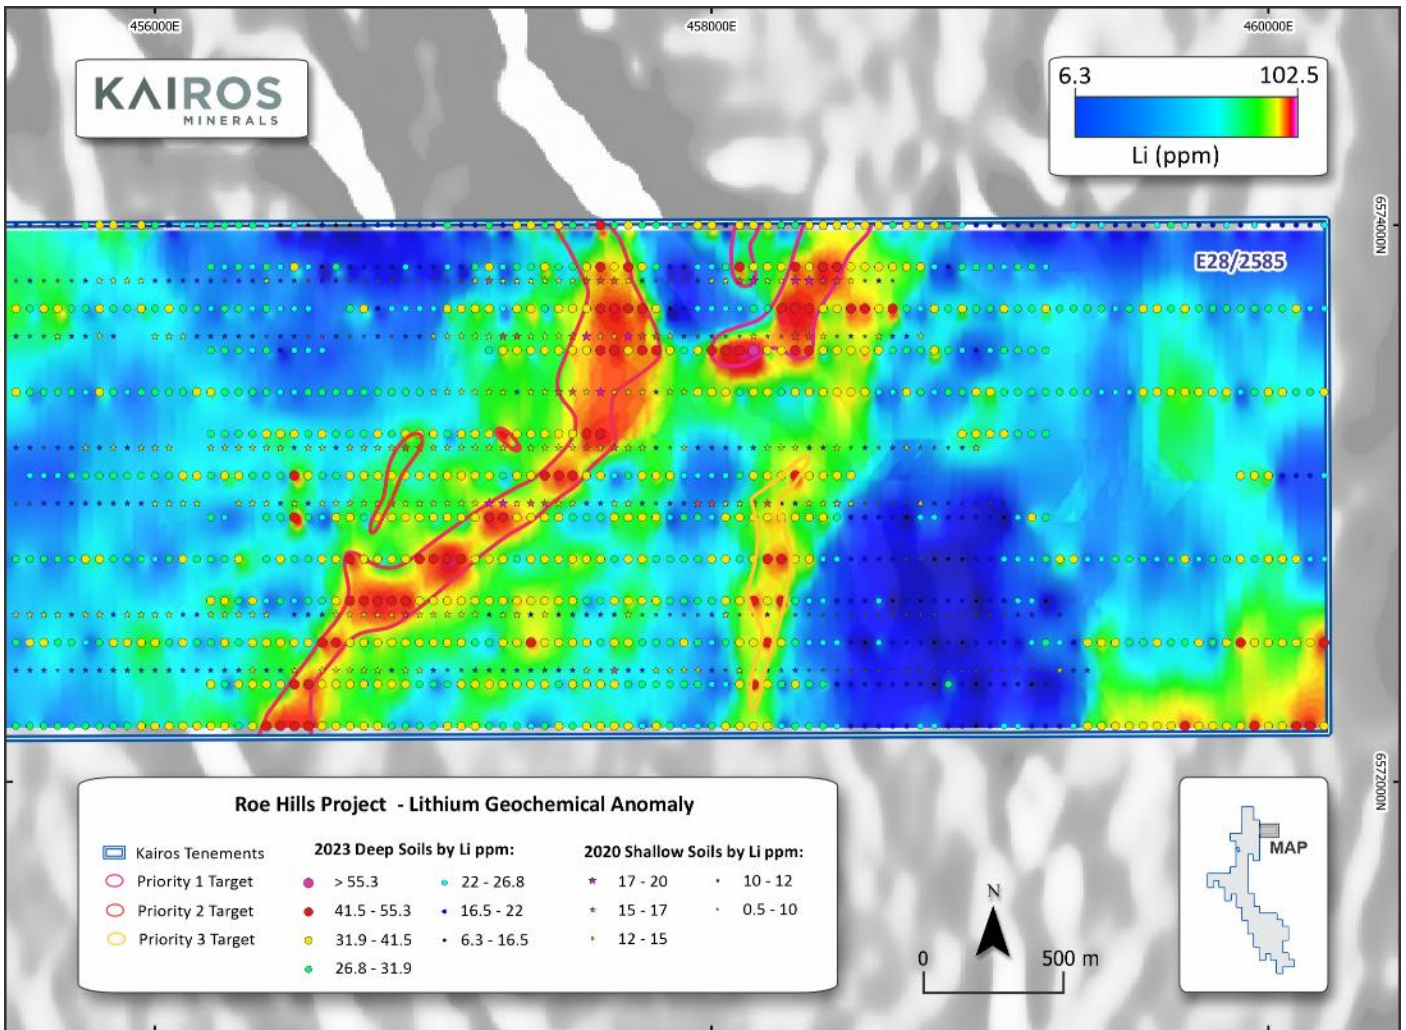 456000E
458000E
460000E
KAIROS
MINERALS
6.3
102.5
Li (ppm)
6574000N
E28/2585
6572000N
Roe Hills Project - Lithium Geochemical Anomaly
Kairos Tenements
Priority 1 Target
Priority 2 Target
Priority 3 Target
2023 Deep Soils by Li ppm:
> 55.3
41.5 - 55.3
31.9 - 41.5
26.8 - 31.9
22 - 26.8
16.5 - 22
6.3 - 16.5
2020 Shallow Soils by Li ppm:
17 - 20
15 - 17
12 - 15
10 - 12
0.5 - 10
N
0
500 m
MAP